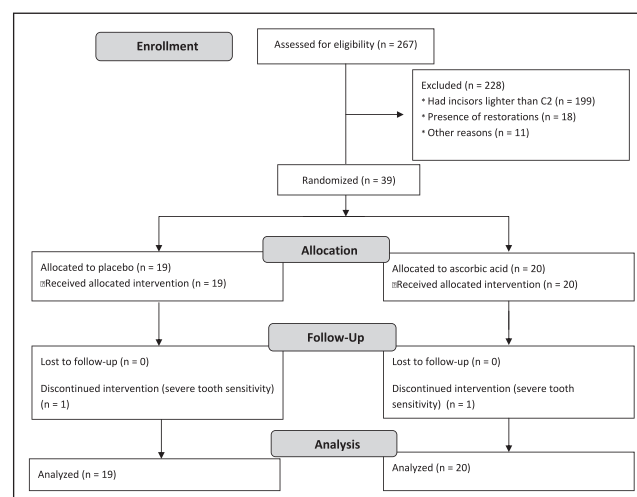 Enrollment
Assessed for eligibility (n = 267)
Excluded (n = 228)
* Had incisors lighter than C2 (n = 199)
* Presence of restorations (n = 18)
* Other reasons (n = 11)
Randomized (n = 39)
Allocation
Allocated to placebo (n = 19)
Received allocated intervention (n = 19)
Allocated to ascorbic acid (n = 20)
Received allocated intervention (n = 20)
Follow-Up
Lost to follow-up (n = 0)
Discontinued intervention (severe tooth sensitivity)
(n = 1)
Lost to follow-up (n = 0)
Discontinued intervention (severe tooth
sensitivity) (n = 1)
Analysis
Analyzed (n = 19)
Analyzed (n = 20)